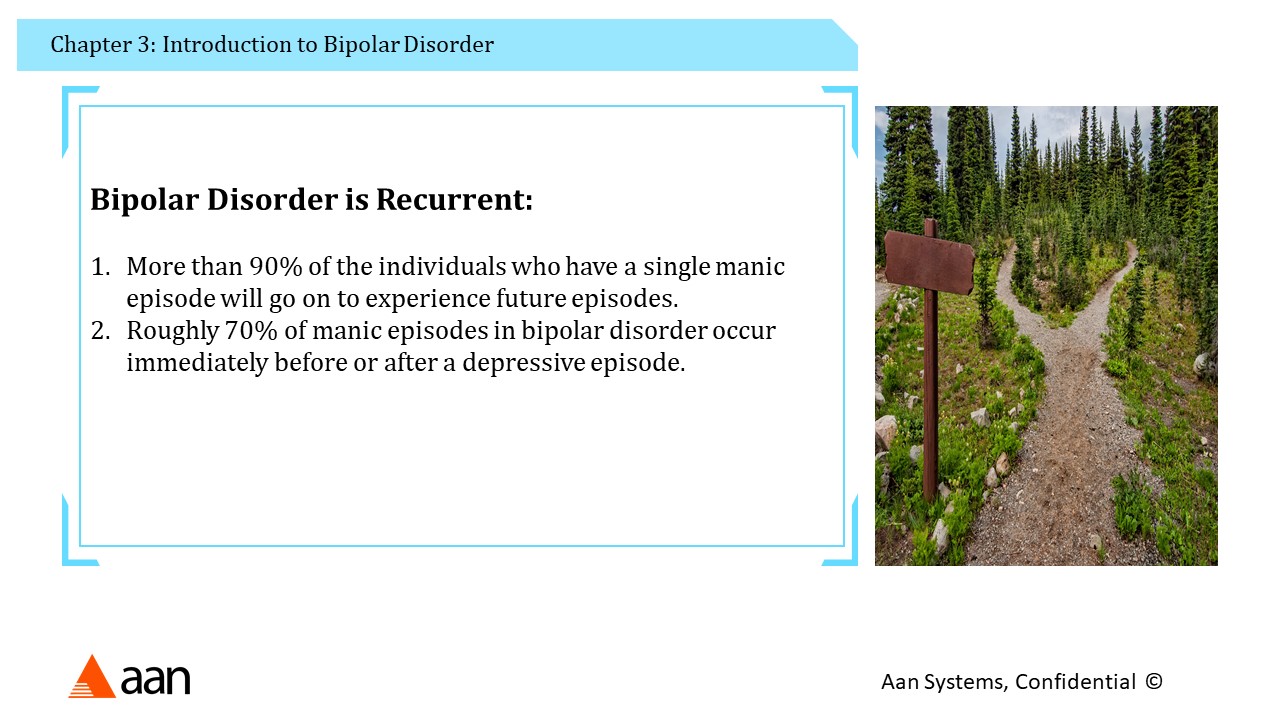 Chapter 3: Introduction to Bipolar Disorder
Bipolar Disorder is Recurrent:
1. More than 90% of the individuals who have a single manic
episode will go on to experience future episodes.
2. Roughly 70% of manic episodes in bipolar disorder occur
immediately before or after a depressive episode.
aan
Aan Systems, Confidential ©